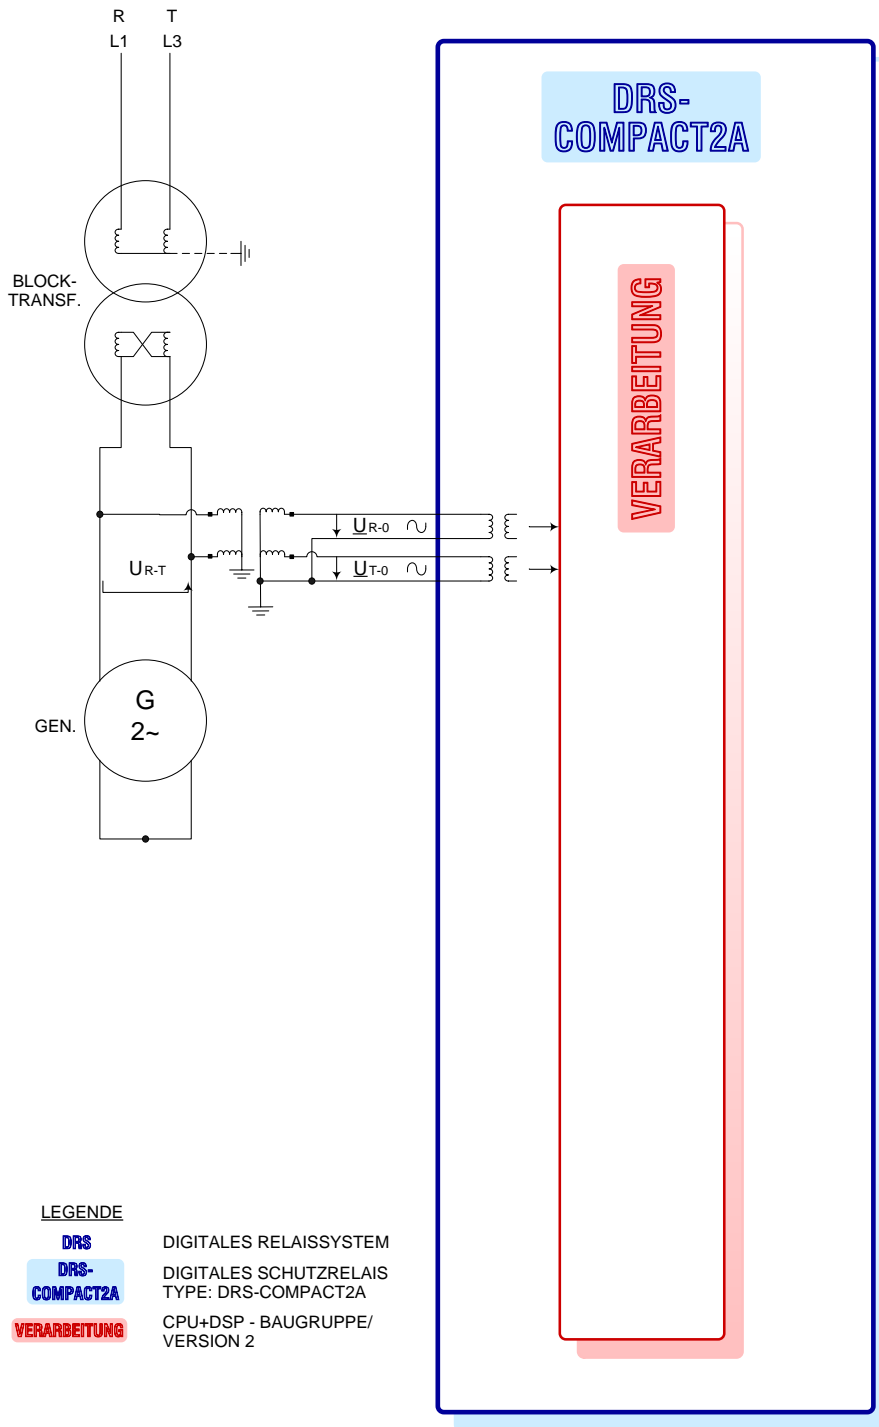 R T
L1 L3
DRS-
COMPACT2A
VERARBEITUNG
BLOCK-
TRANSF.
UR-0
UR-T
UT-0
G
2~
GEN.
LEGENDE
DRS DIGITALES RELAISSYSTEM
DRS-
COMPACT2A
DIGITALES SCHUTZRELAIS
TYPE: DRS-COMPACT2A
VERARBEITUNG
CPU+DSP - BAUGRUPPE/
VERSION 2